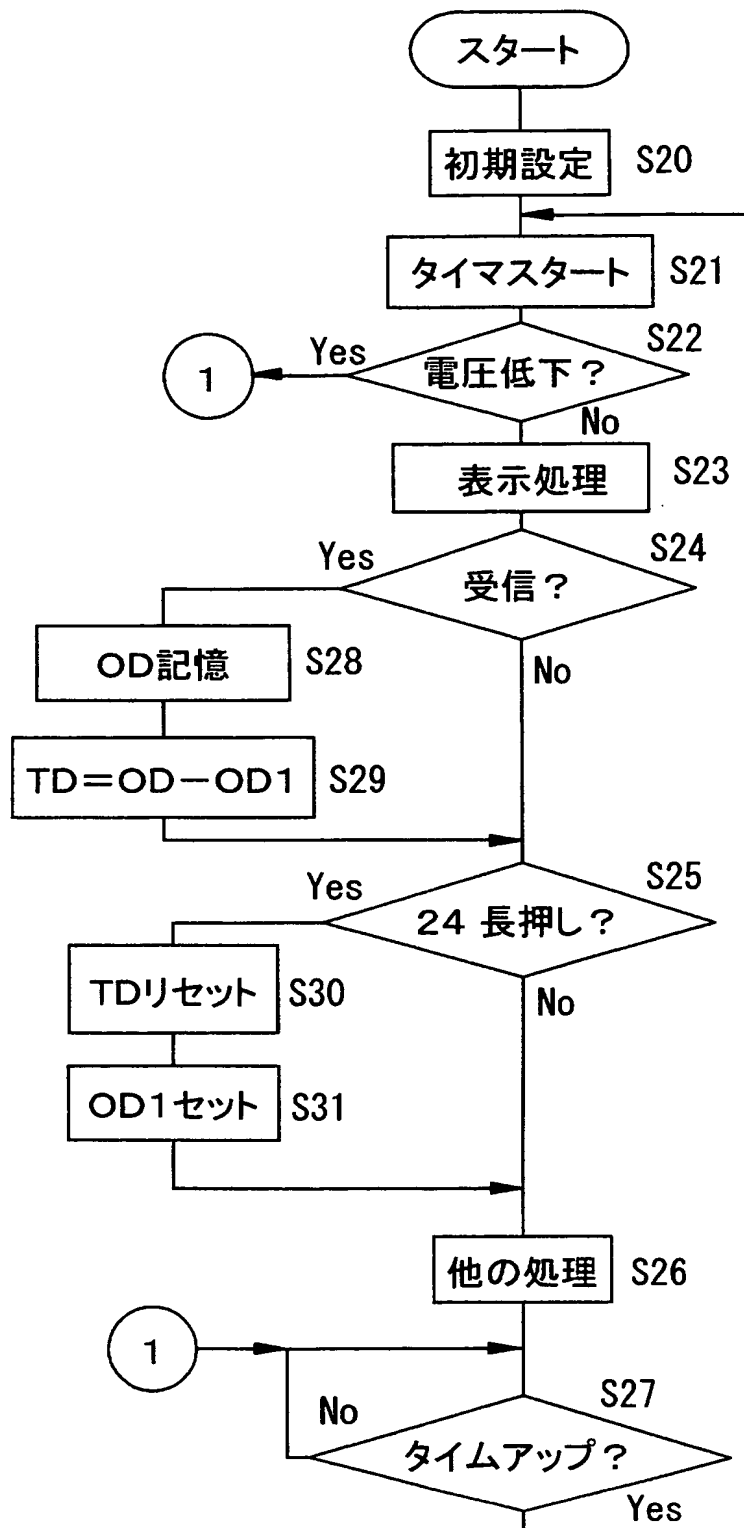 スタート
初期設定 S20
タイマスタート S21
電圧低下？ S22
Yes
1
No
表示処理 S23
受信？ S24
Yes
No
OD記憶 S28
TD＝OD－OD1 S29
24 長押し？ S25
Yes
No
TDリセット S30
OD1セット S31
他の処理 S26
1
タイムアップ？ S27
No
Yes